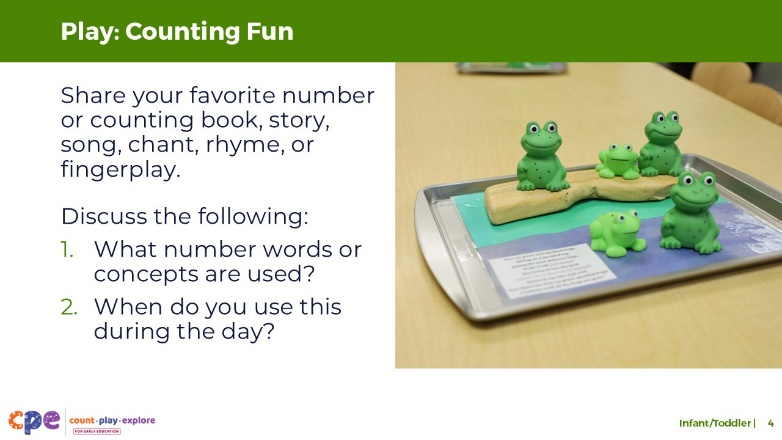 Play: Counting Fun
Share your favorite number
or counting book, story,
song, chant, rhyme, or
fingerplay.
Discuss the following:
1. What number words or
concepts are used?
2. When do you use this
during the day?
cpe
count·play·explore
FOR EARLY EDUCATION
Infant/Toddler | 4